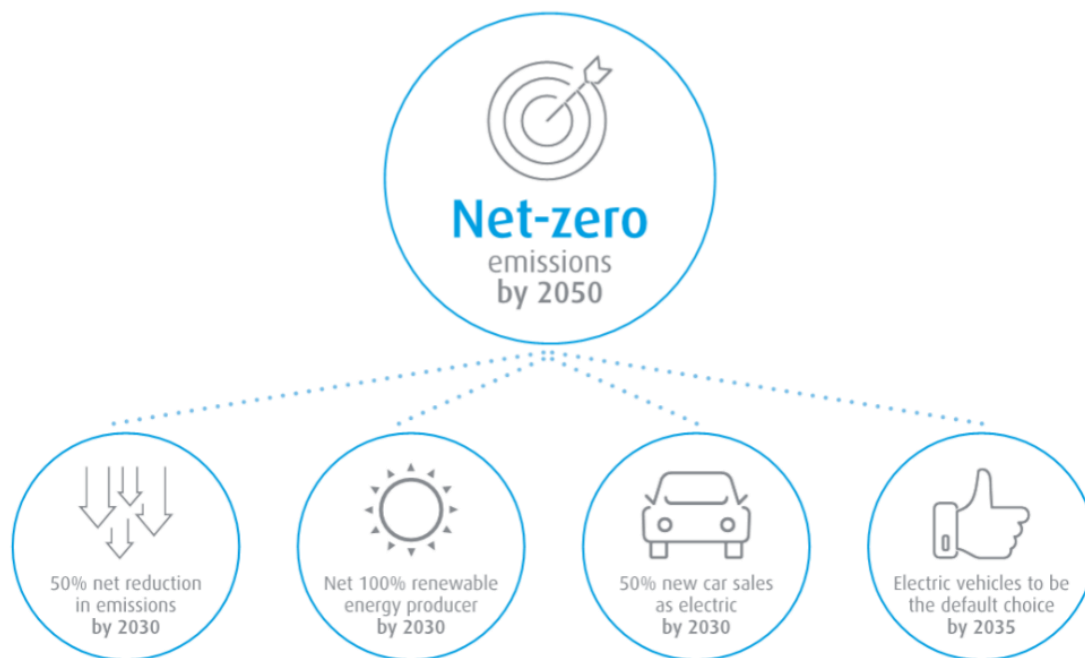 Net-zero
emissions
by 2050
50% net reduction
in emissions
by 2030
Net 100% renewable
energy producer
by 2030
50% new car sales
as electric
by 2030
Electric vehicles to be
the default choice
by 2035